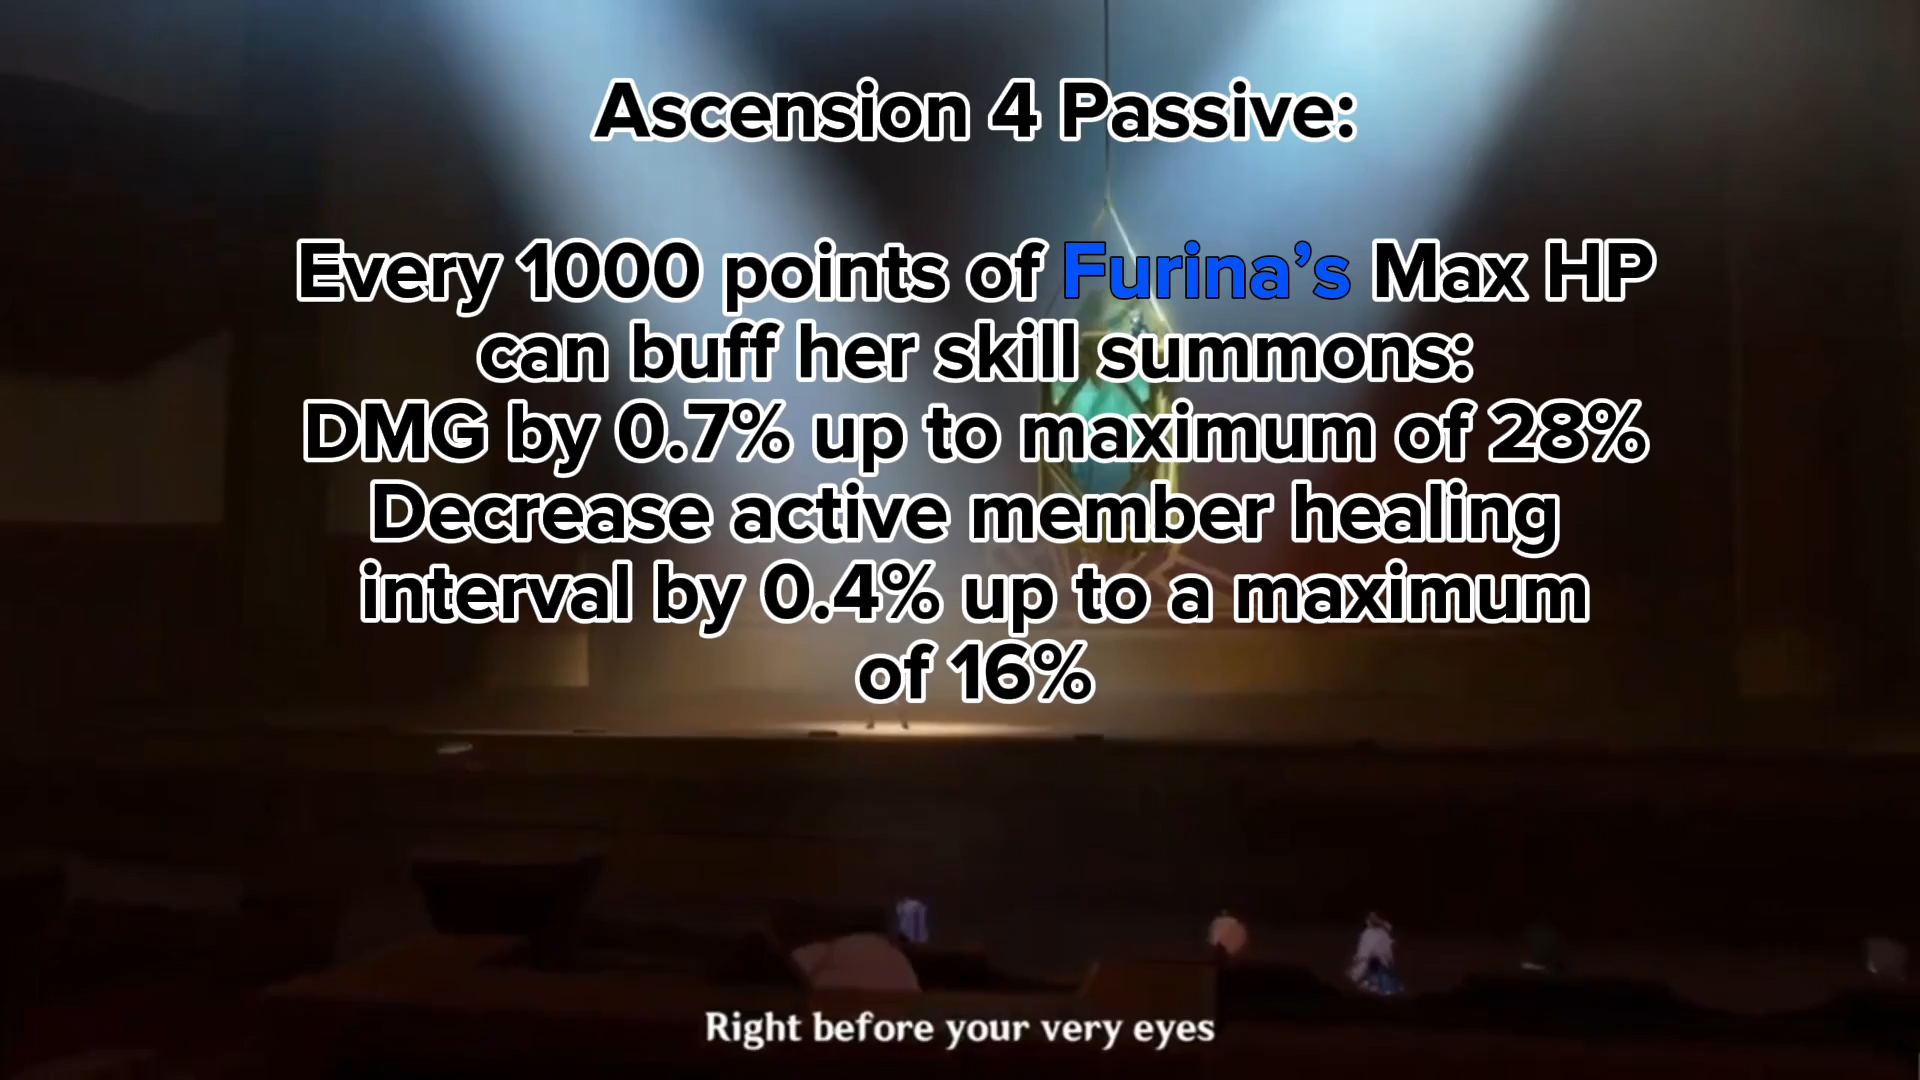 Ascension 4 Passive:
Every 1000 points of Furina’s Max HP
can buff her skill summons:
DMG by 0.7% up to maximum of 28%
Decrease active member healing
interval by 0.4% up to a maximum
of 16%
Right before your very eyes